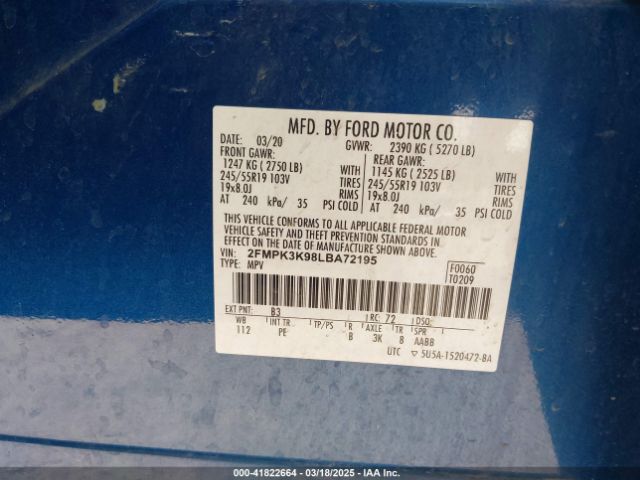 MFD. BY FORD MOTOR CO.
DATE: 03/20 GVWR: 2390 KG ( 5270 LB)
FRONT GAWR: REAR GAWR:
1247 KG ( 2750 LB) WITH 1145 KG ( 2525 LB) WITH
245/55R19 103V TIRES 245/55R19 103V TIRES
19x8.0J RIMS 19x8.0J RIMS
AT 240 kPa/ 35 PSI COLD AT 240 kPa/ 35 PSI COLD
THIS VEHICLE CONFORMS TO ALL APPLICABLE FEDERAL MOTOR
VEHICLE SAFETY, BUMPER, AND THEFT PREVENTION STANDARDS IN
EFFECT ON THE DATE OF MANUFACTURE SHOWN ABOVE.
VIN: 2FMPK3K98LBA72195
TYPE: MPV
F0060
T0209
EXT PNT: B3 RC: 72 DSO:
WB INT TR TP/PS R AXLE TR SPR
112 PE B 3K 8 AABB
UTC ▽ 5U5A-1520472-BA
00-41822664 | 03/18/2025 | IAA Inc.